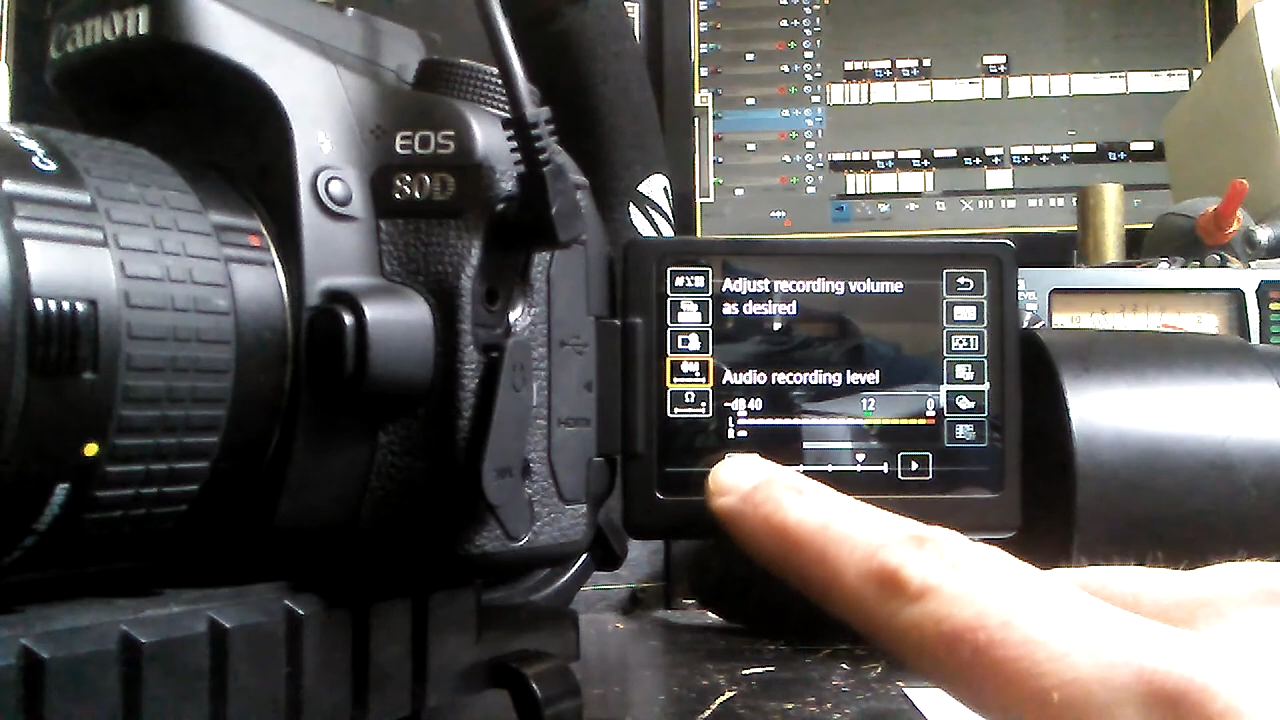 Canon
EOS
80D
Adjust recording volume
as desired
Audio recording level
-dB 40 12 0
L
R
HDMI